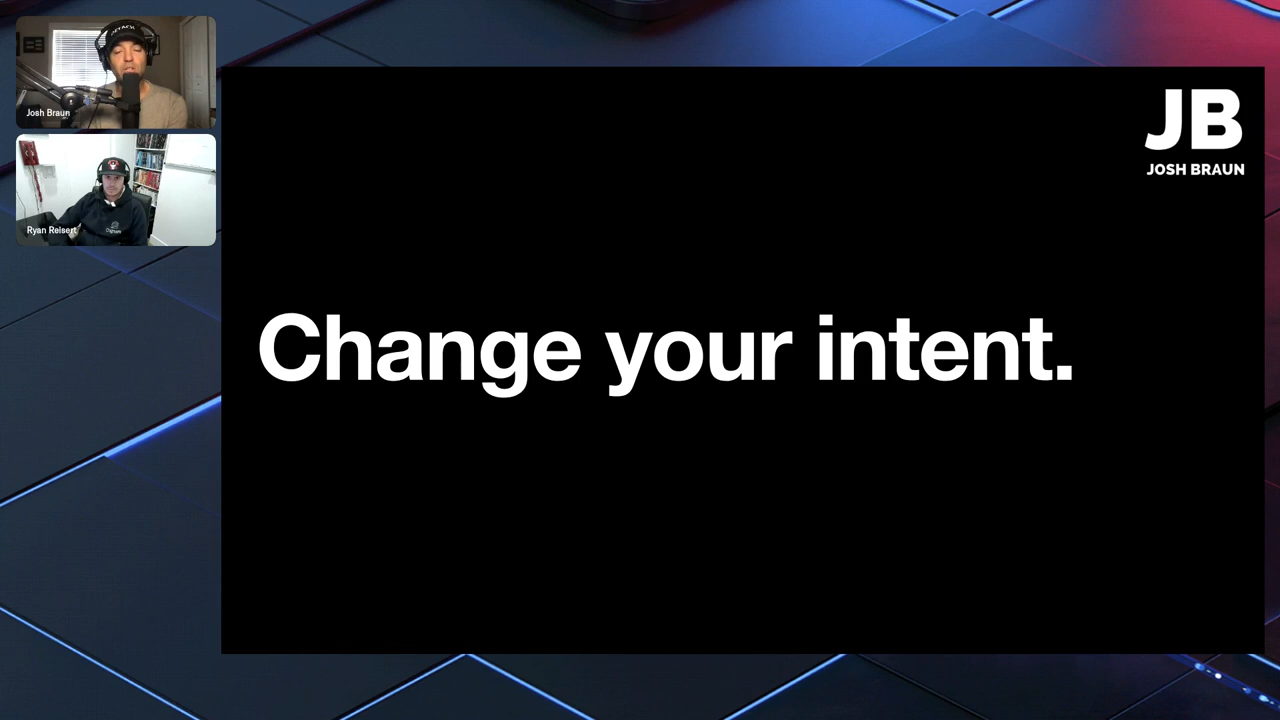 Josh Braun
Ryan Reisert
JB
JOSH BRAUN
Change your intent.